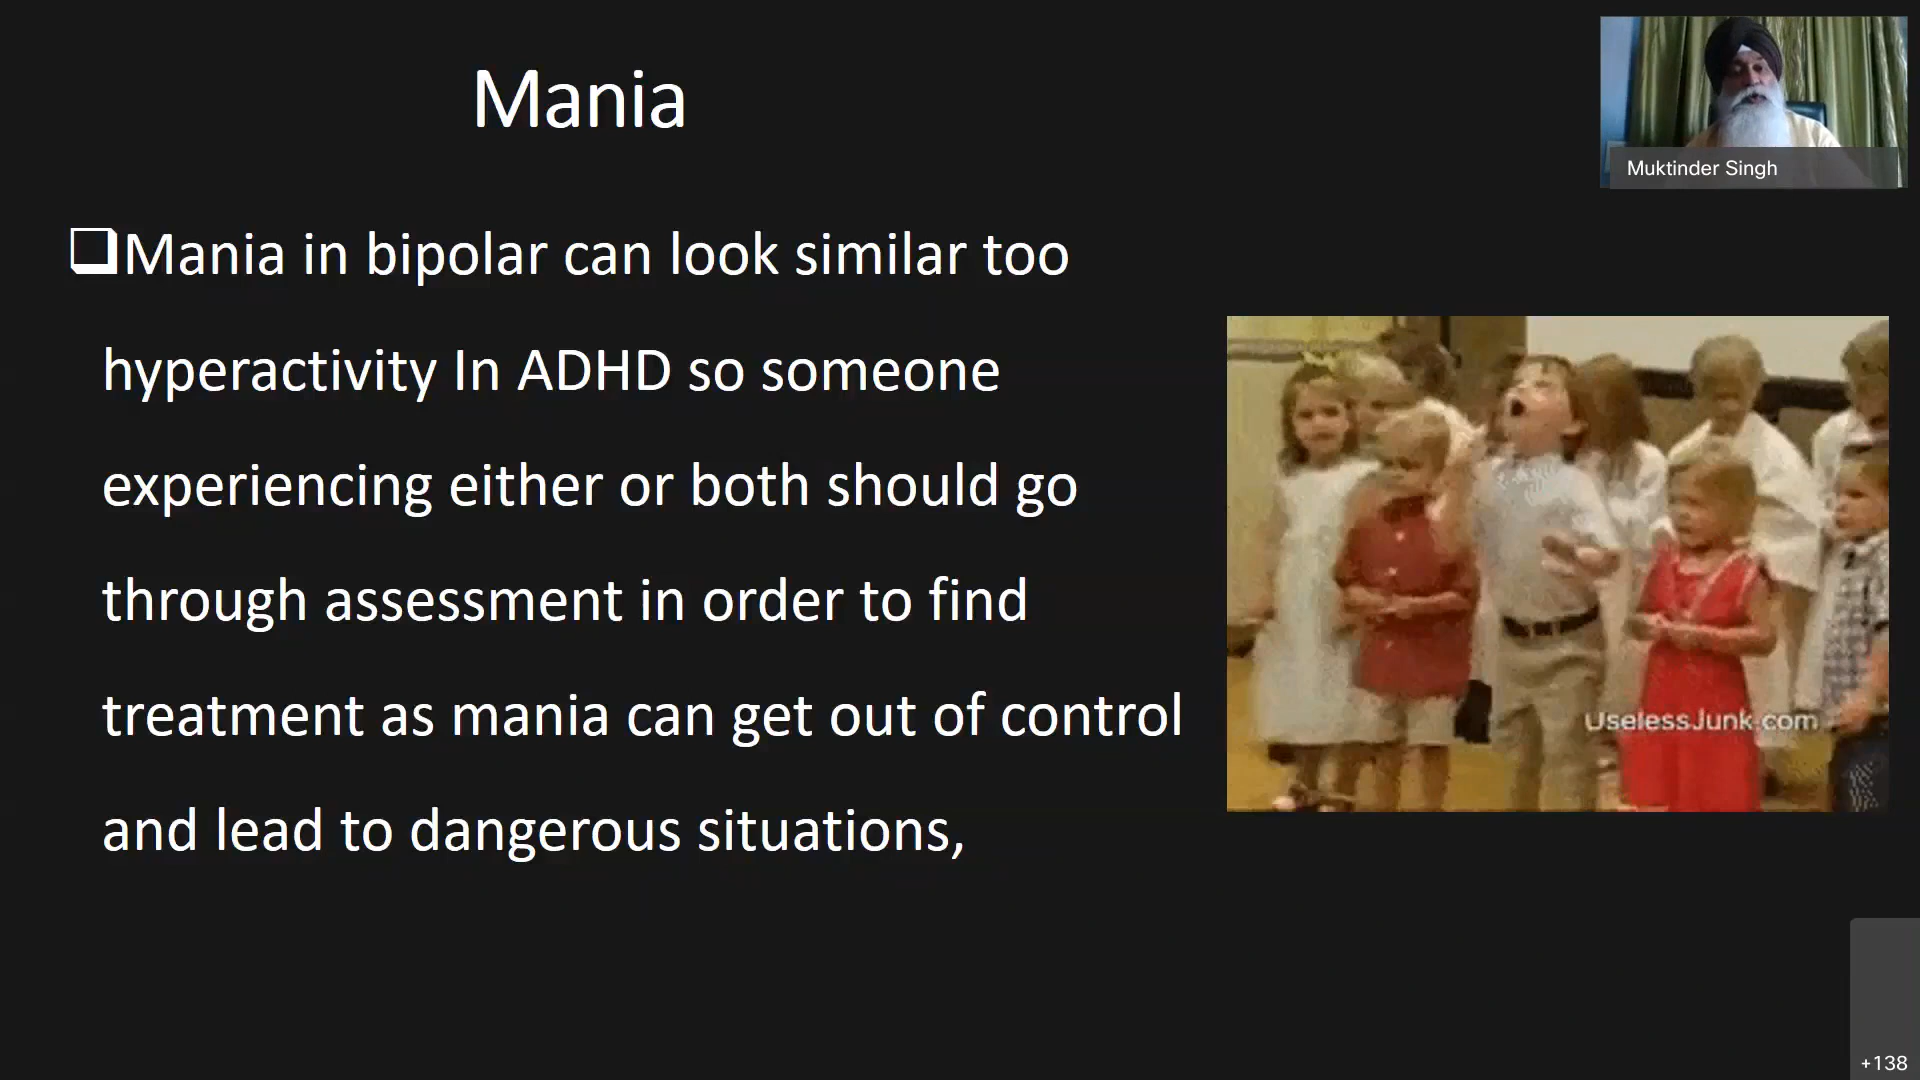 Mania
Muktinder Singh
Mania in bipolar can look similar too
hyperactivity In ADHD so someone
experiencing either or both should go
through assessment in order to find
treatment as mania can get out of control
and lead to dangerous situations,
UselessJunk.com
+138